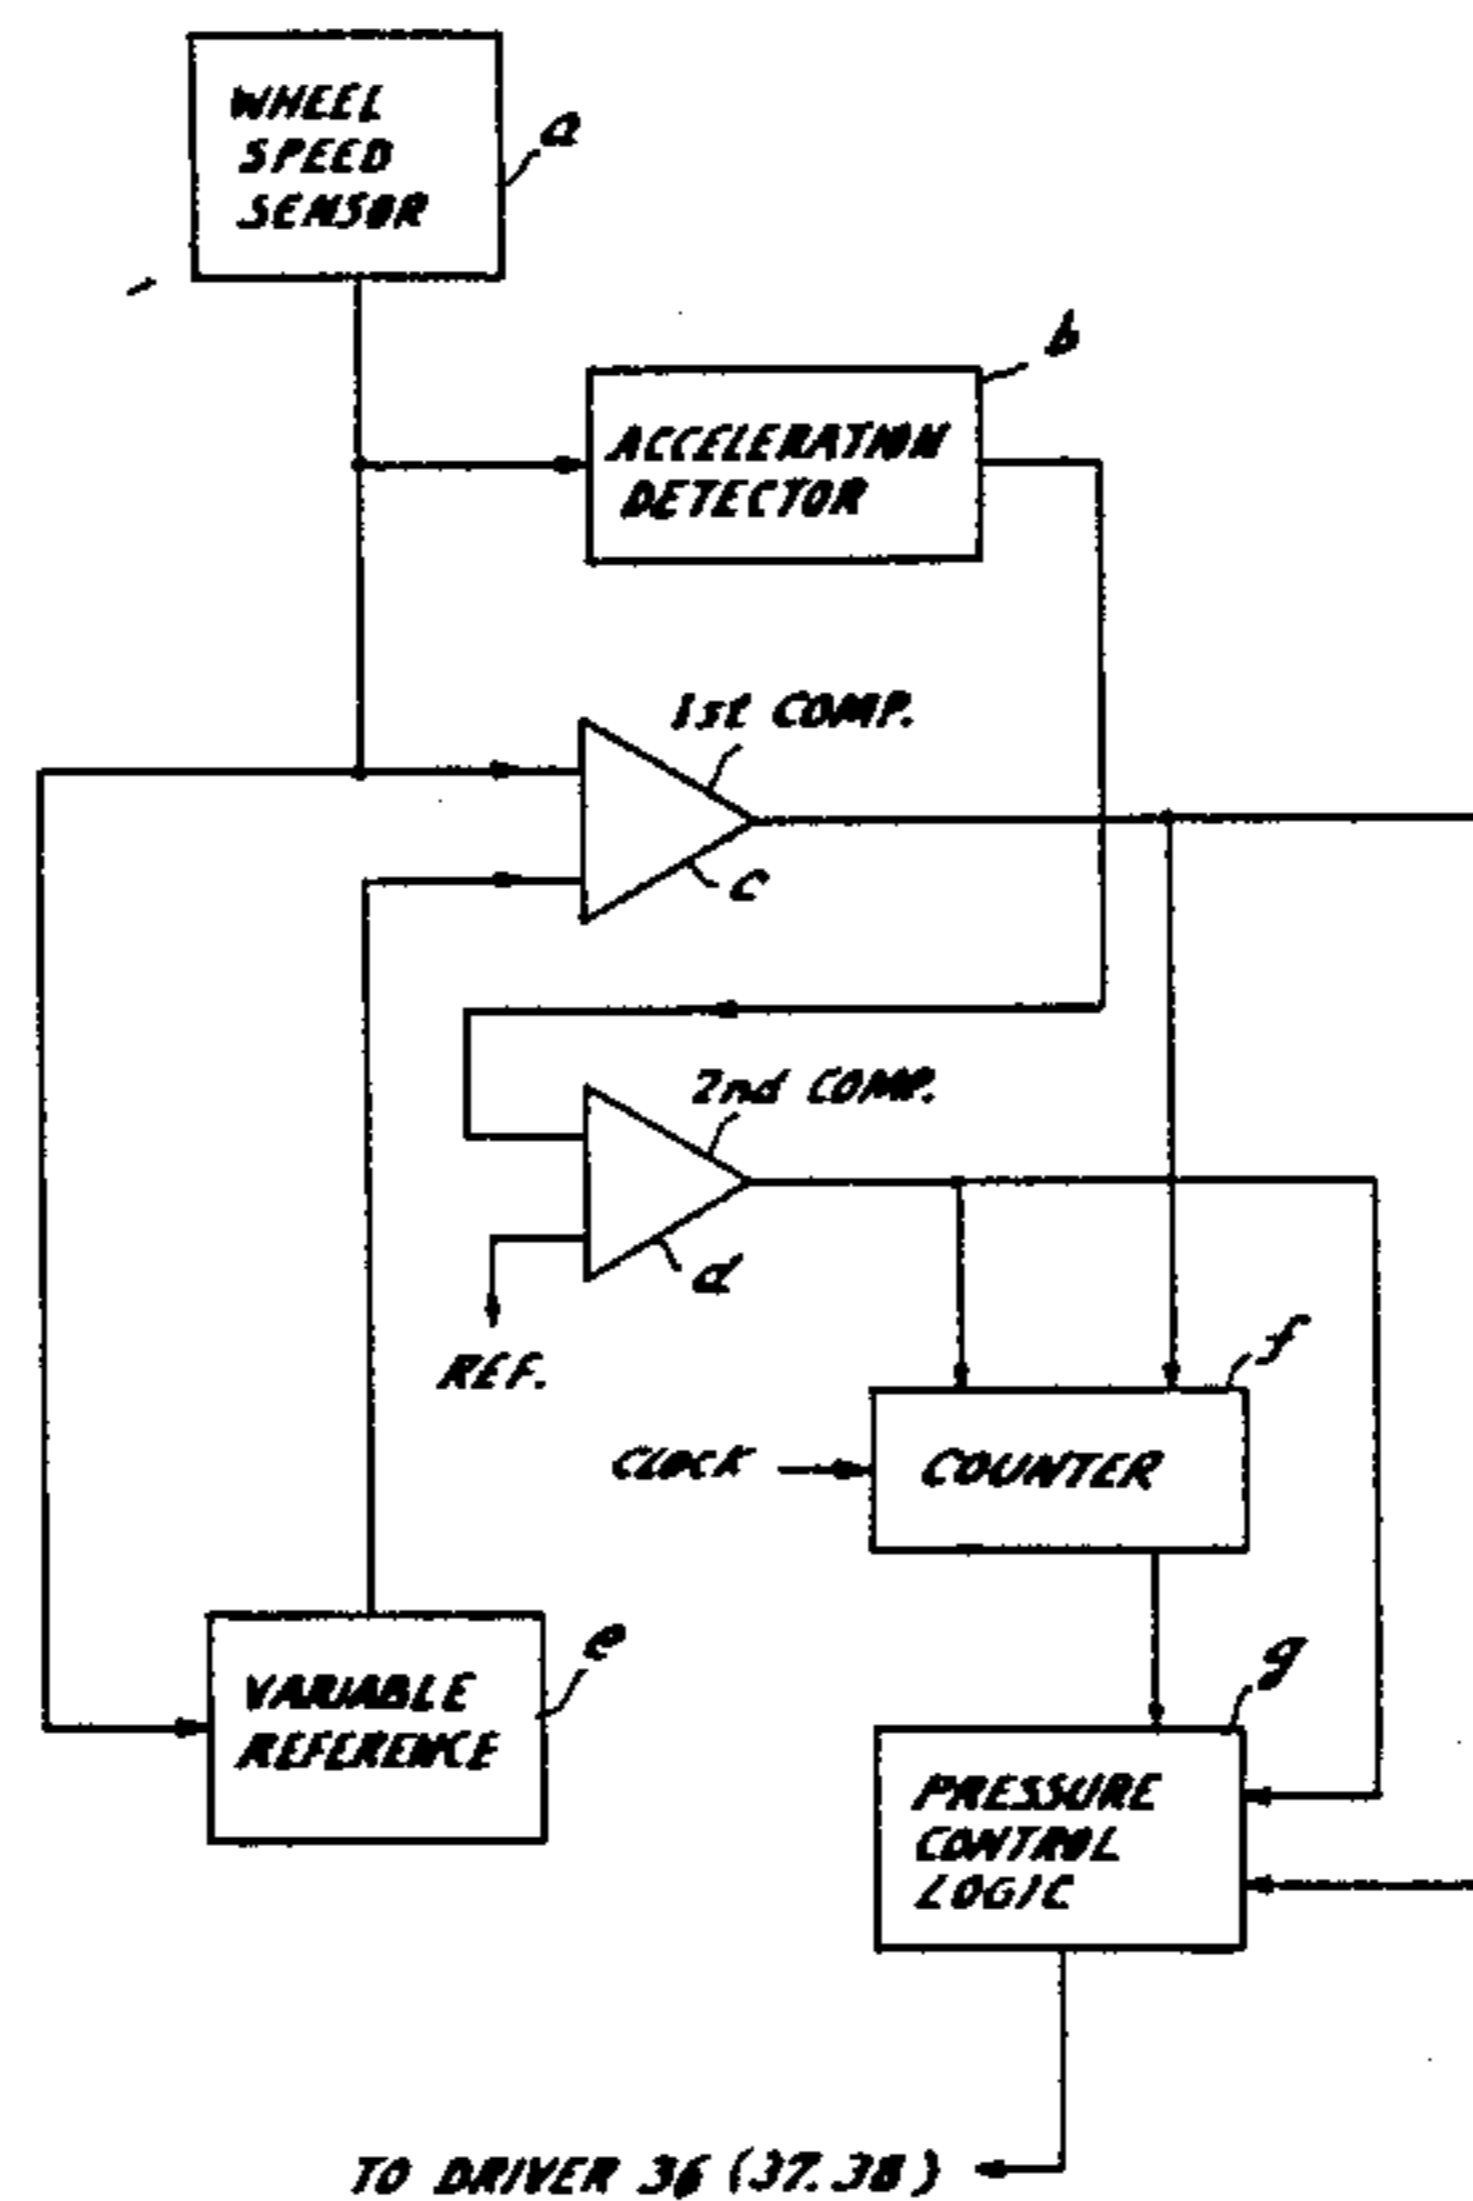 WHEEL
SPEED
SENSOR
a
b
ACCELERATION
DETECTOR
1st COMP.
c
2nd COMP.
d
REF.
f
CLOCK
COUNTER
e
VARIABLE
REFERENCE
g
PRESSURE
CONTROL
LOGIC
TO DRIVER 36 (37.38)